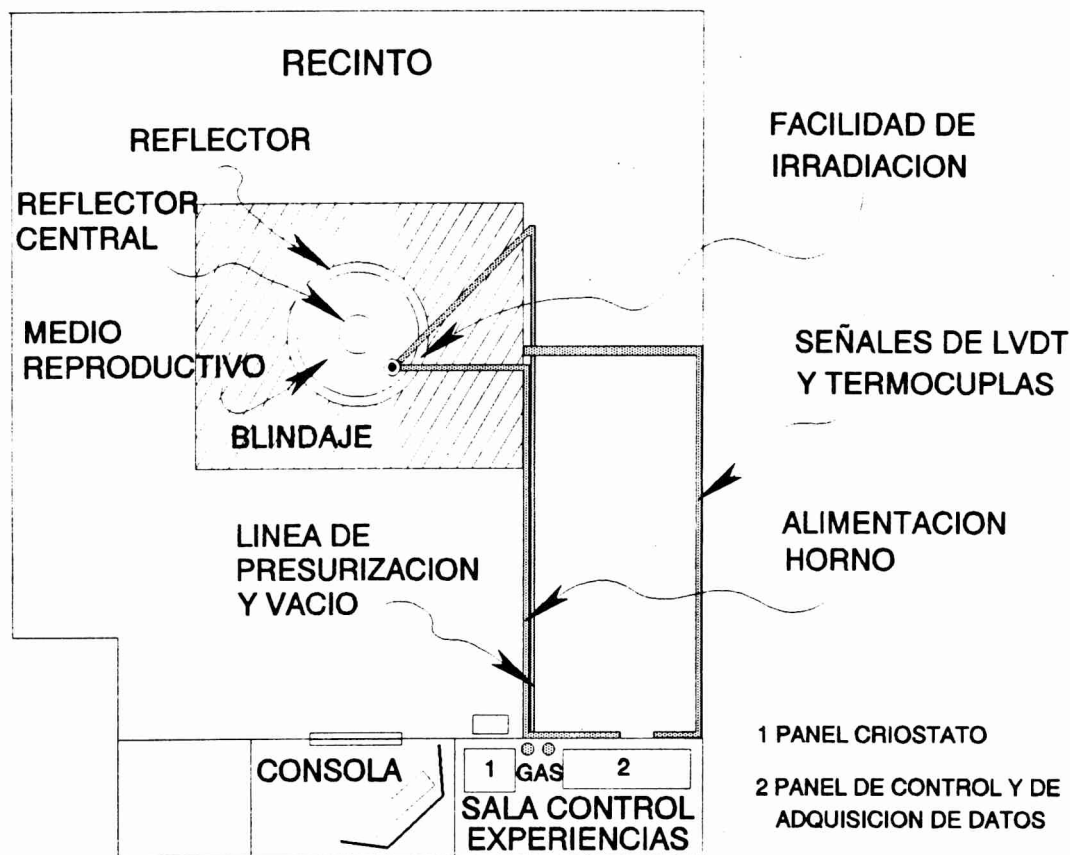 RECINTO
REFLECTOR
REFLECTOR
CENTRAL
MEDIO
REPRODUCTIVO
BLINDAJE
FACILIDAD DE
IRRADIACION
SEÑALES DE LVDT
Y TERMOCUPLAS
LINEA DE
PRESURIZACION
Y VACIO
ALIMENTACION
HORNO
CONSOLA
1
GAS
2
SALA CONTROL
EXPERIENCIAS
1 PANEL CRIOSTATO
2 PANEL DE CONTROL Y DE
ADQUISICION DE DATOS